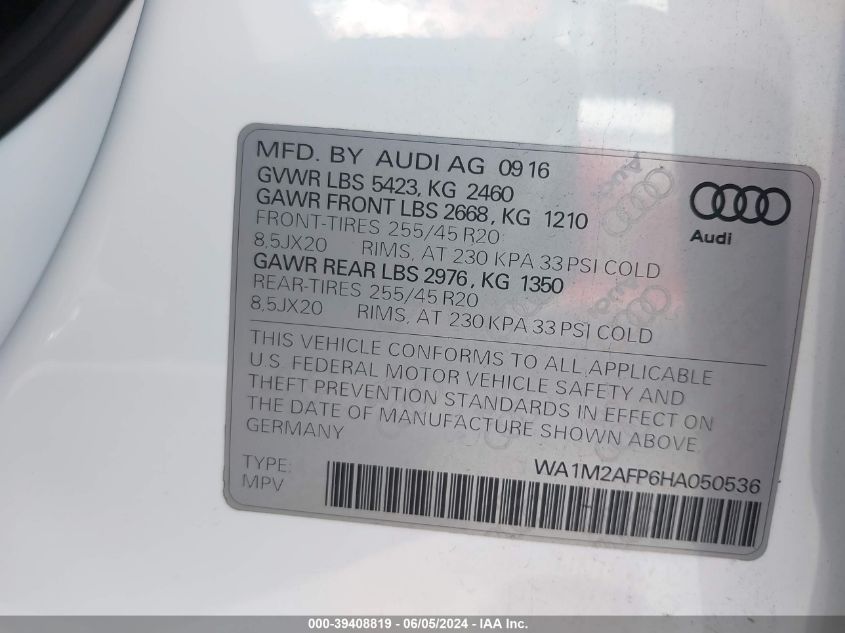 MFD. BY AUDI AG 09 16
GVWR LBS 5423, KG 2460
GAWR FRONT LBS 2668, KG 1210
FRONT-TIRES 255/45 R20
8,5JX20 RIMS, AT 230 KPA 33 PSI COLD
GAWR REAR LBS 2976, KG 1350
REAR-TIRES 255/45 R20
8,5JX20 RIMS, AT 230 KPA 33 PSI COLD
Audi
THIS VEHICLE CONFORMS TO ALL APPLICABLE
U.S. FEDERAL MOTOR VEHICLE SAFETY AND
THEFT PREVENTION STANDARDS IN EFFECT ON
THE DATE OF MANUFACTURE SHOWN ABOVE.
GERMANY
TYPE:
MPV
WA1M2AFP6HA050536
000-39408819 - 06/05/2024 - IAA Inc.